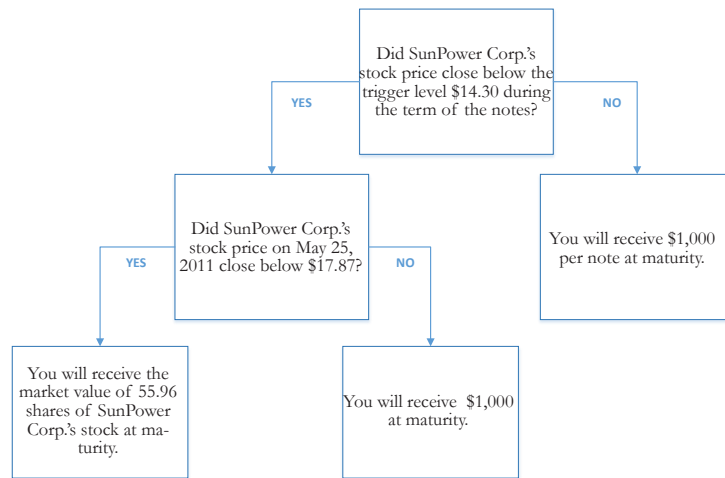 Did SunPower Corp.'s
stock price close below the
trigger level $14.30 during
the term of the notes?
YES
NO
Did SunPower Corp.'s
stock price on May 25,
2011 close below $17.87?
You will receive $1,000
per note at maturity.
YES
NO
You will receive the
market value of 55.96
shares of SunPower
Corp.'s stock at ma-
turity.
You will receive $1,000
at maturity.